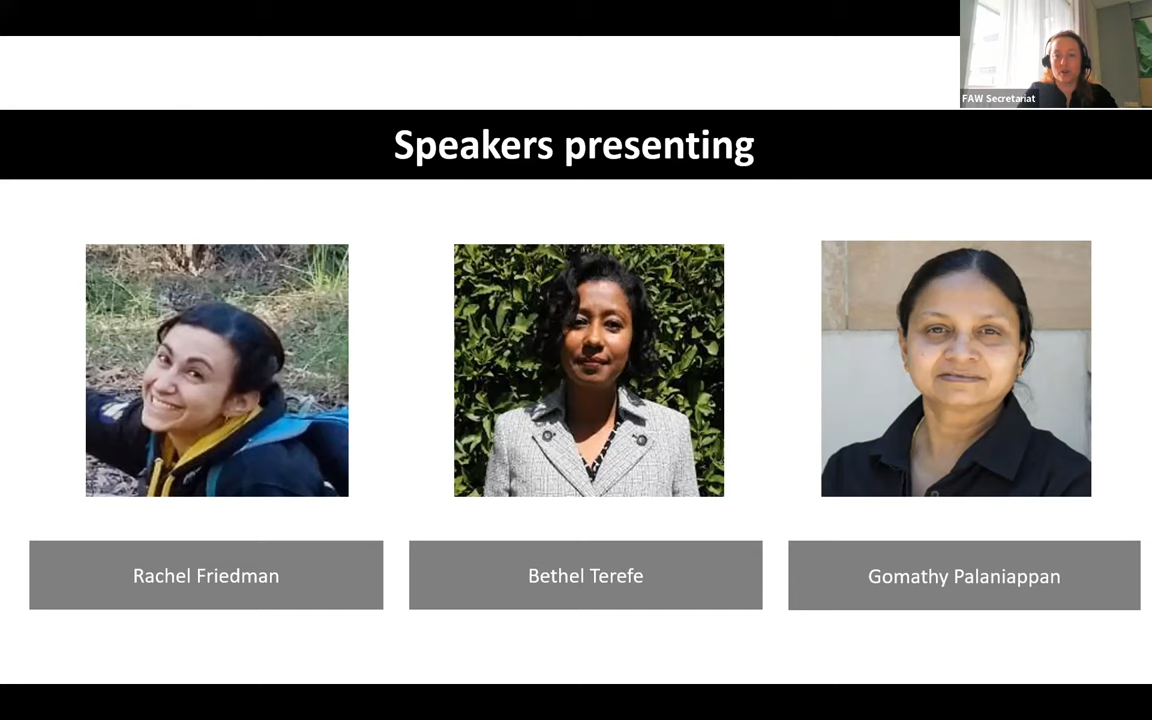 FAW Secretariat
Speakers presenting
Rachel Friedman
Bethel Terefe
Gomathy Palaniappan